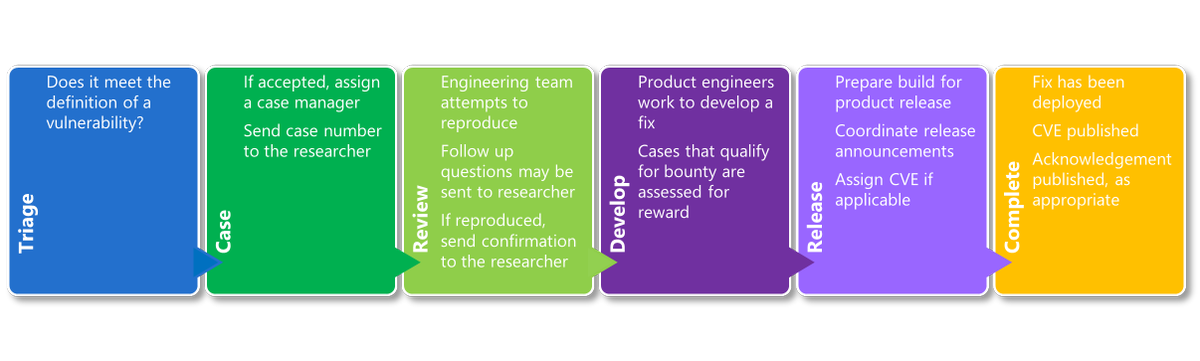 Triage
Does it meet the
definition of a
vulnerability?
Case
If accepted, assign
a case manager
Send case number
to the researcher
Review
Engineering team
attempts to
reproduce
Follow up
questions may be
sent to researcher
If reproduced,
send confirmation
to the researcher
Develop
Product engineers
work to develop a
fix
Cases that qualify
for bounty are
assessed for
reward
Release
Prepare build for
product release
Coordinate release
announcements
Assign CVE if
applicable
Complete
Fix has been
deployed
CVE published
Acknowledgement
published, as
appropriate